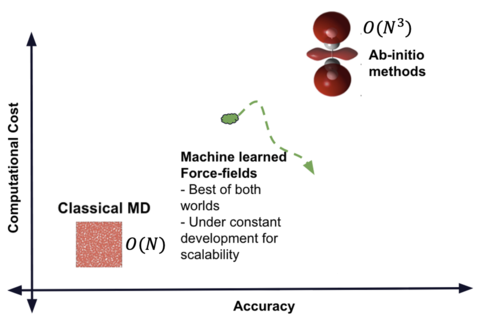 O(N³)
Ab-initio
methods
Computational Cost
Machine learned
Force-fields
- Best of both
worlds
- Under constant
development for
scalability
Classical MD
O(N)
Accuracy